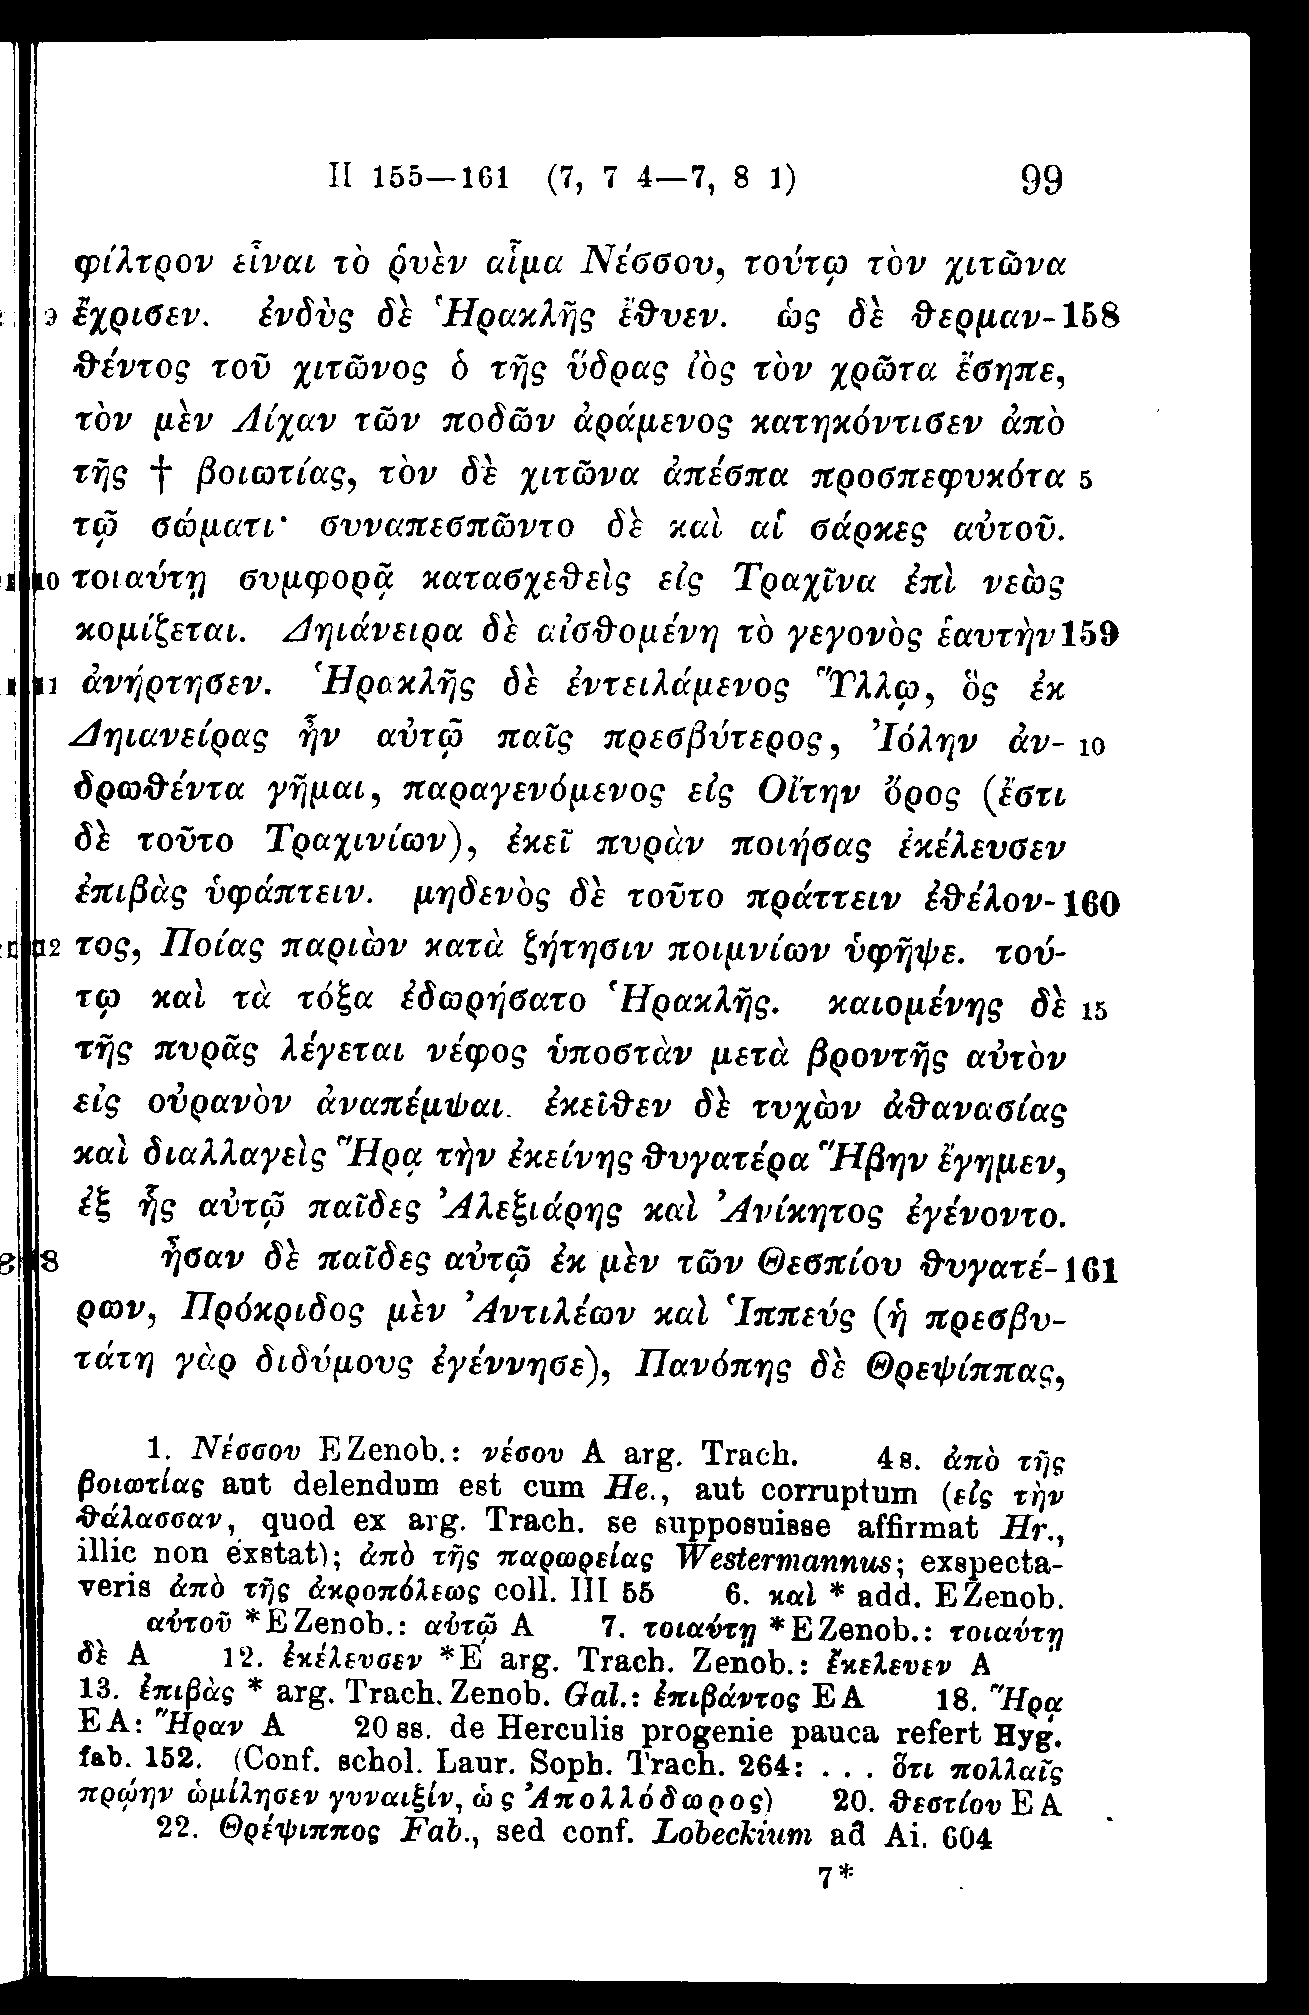 II 155—161 (7, 7 4—7, 8 1) 99
φίλτρον εἶναι τὸ ῥυὲν αἷμα Νέσσου, τούτῳ τὸν χιτῶνα
9 ἔχρισεν. ἐνδὺς δὲ Ἡρακλῆς ἔθυεν. ὡς δὲ θερμαν- 158
θέντος τοῦ χιτῶνος ὁ τῆς ὕδρας ἰὸς τὸν χρῶτα ἔσηπε,
τὸν μὲν Λίχαν τῶν ποδῶν ἀράμενος κατηκόντισεν ἀπὸ
τῆς † βοιωτίας, τὸν δὲ χιτῶνα ἀπέσπα προσπεφυκότα 5
τῷ σώματι· συναπεσπῶντο δὲ καὶ αἱ σάρκες αὐτοῦ.
10 τοιαύτῃ συμφορᾷ κατασχεθεὶς εἰς Τραχῖνα ἐπὶ νεὼς
κομίζεται. Δηιάνειρα δὲ αἰσθομένη τὸ γεγονὸς ἑαυτὴν 159
11 ἀνήρτησεν. Ἡρακλῆς δὲ ἐντειλάμενος Ὕλλῳ, ὃς ἐκ
Δηιανείρας ἦν αὐτῷ παῖς πρεσβύτερος, Ἰόλην ἀν- 10
δρωθέντα γῆμαι, παραγενόμενος εἰς Οἴτην ὄρος (ἔστι
δὲ τοῦτο Τραχινίων), ἐκεῖ πυρὰν ποιήσας ἐκέλευσεν
ἐπιβὰς ὑφάπτειν. μηδενὸς δὲ τοῦτο πράττειν ἐθέλον- 160
12 τος, Ποίας παριὼν κατὰ ζήτησιν ποιμνίων ὑφῆψε. τού-
τῳ καὶ τὰ τόξα ἐδωρήσατο Ἡρακλῆς. καιομένης δὲ 15
τῆς πυρᾶς λέγεται νέφος ὑποστὰν μετὰ βροντῆς αὐτὸν
εἰς οὐρανὸν ἀναπέμψαι. ἐκεῖθεν δὲ τυχὼν ἀθανασίας
καὶ διαλλαγεὶς Ἥρᾳ τὴν ἐκείνης θυγατέρα Ἥβην ἔγημεν,
ἐξ ἧς αὐτῷ παῖδες Ἀλεξιάρης καὶ Ἀνίκητος ἐγένοντο.
8 ἦσαν δὲ παῖδες αὐτῷ ἐκ μὲν τῶν Θεσπίου θυγατέ- 161
ρων, Πρόκριδος μὲν Ἀντιλέων καὶ Ἱππεύς (ἡ πρεσβυ-
τάτη γὰρ διδύμους ἐγέννησε), Πανόπης δὲ Θρεψίππας,
1. Νέσσου E Zenob.: νέσου A arg. Trach. 4 s. ἀπὸ τῆς
βοιωτίας aut delendum est cum He., aut corruptum (εἰς τὴν
θάλασσαν, quod ex arg. Trach. se supposuisse affirmat Hr.,
illic non exstat); ἀπὸ τῆς παρωρείας Westermannus; exspecta-
veris ἀπὸ τῆς ἀκροπόλεως coll. III 55 6. καὶ * add. E Zenob.
αὐτοῦ * E Zenob.: αὐτῷ A 7. τοιαύτῃ * E Zenob.: τοιαύτῃ
δὲ A 12. ἐκέλευσεν * E arg. Trach. Zenob.: ἐκελευεν A
13. ἐπιβὰς * arg. Trach. Zenob. Gal.: ἐπιβάντος E A 18. Ἥρᾳ
E A: Ἥραν A 20 ss. de Herculis progenie pauca refert Hyg.
fab. 152. (Conf. schol. Laur. Soph. Trach. 264: . . . ὅτι πολλαῖς
πρῴην ὡμίλησεν γυναιξίν, ὡς Ἀπολλόδωρος) 20. θεστίου E A
22. Θρέψιππος Fab., sed conf. Lobeckium ad Ai. 604
7*